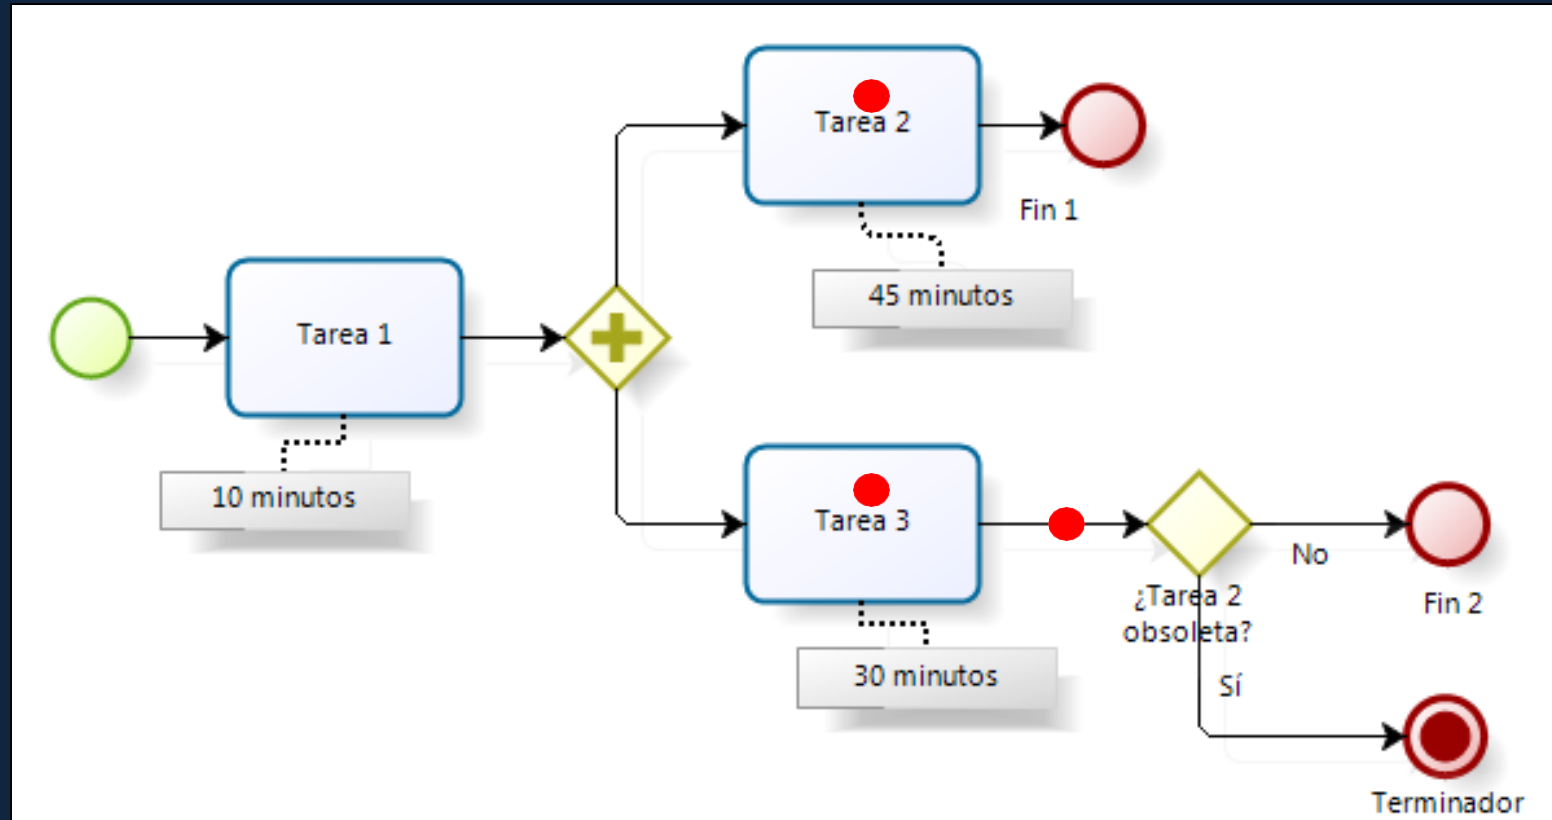 Tarea 2
Fin 1
45 minutos
Tarea 1
10 minutos
Tarea 3
No
¿Tarea 2
obsoleta?
Fin 2
30 minutos
Sí
Terminador